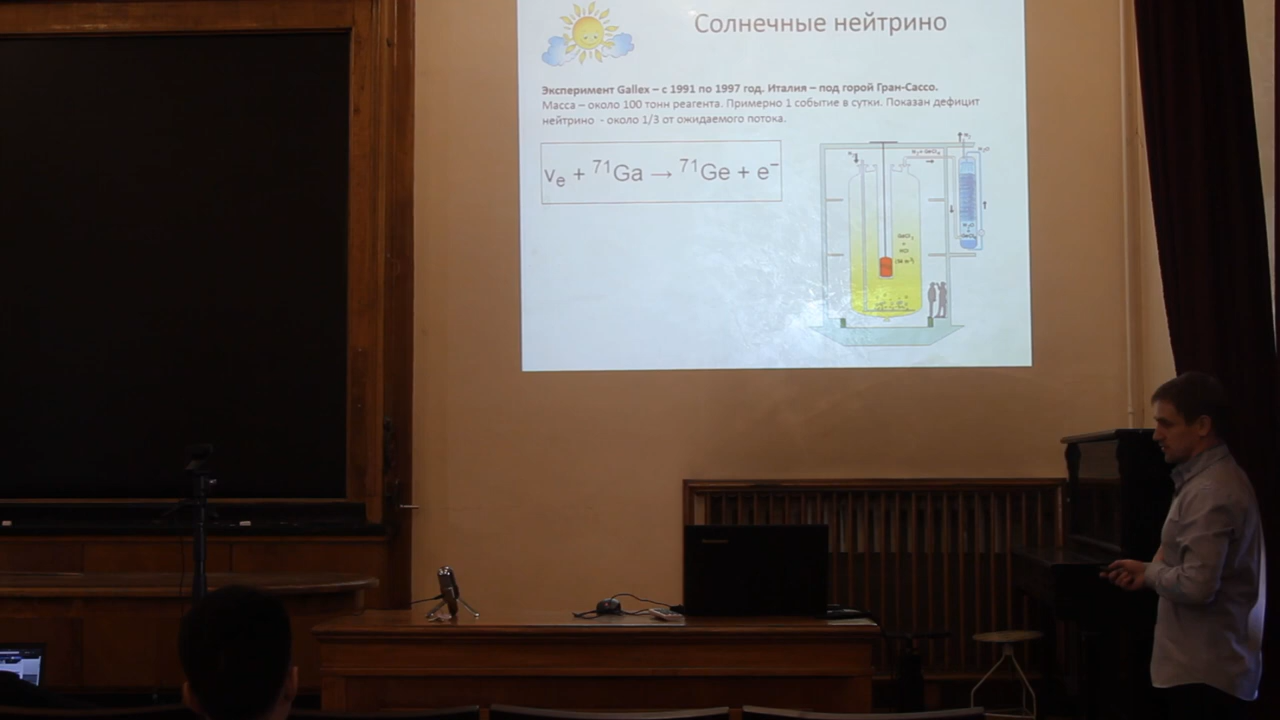 Солнечные нейтрино
Эксперимент Gallex – с 1991 по 1997 год. Италия – под горой Гран-Сассо.
Масса – около 100 тонн реагента. Примерно 1 событие в сутки. Показан дефицит
нейтрино - около 1/3 от ожидаемого потока.
νe + 71Ga → 71Ge + e−